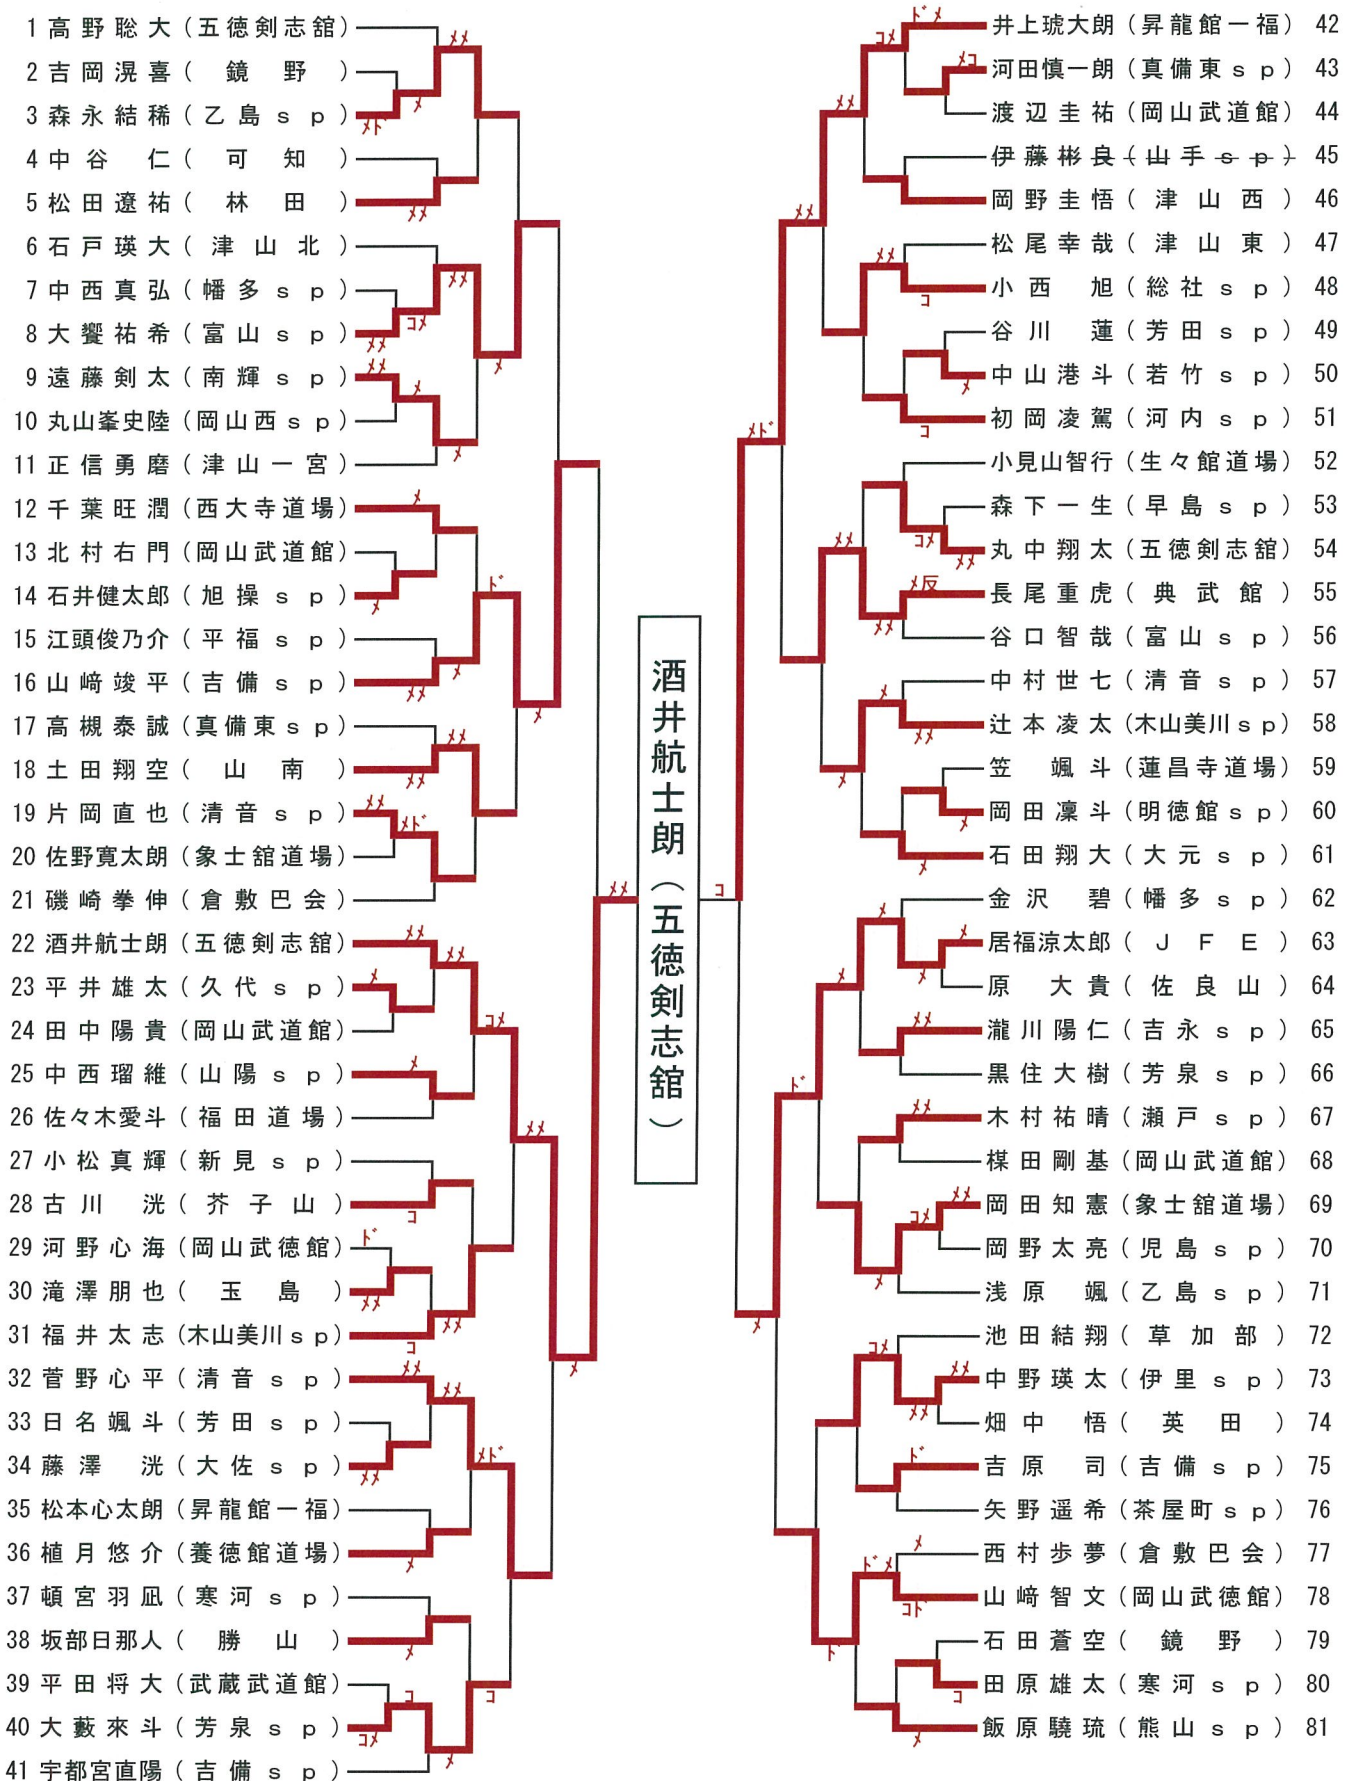 1 高野聡大（五徳剣志舘）
2 吉岡滉喜（鏡野）
3 森永結稀（乙島ｓｐ）
4 中谷　仁（可知）
5 松田遼祐（林田）
6 石戸瑛大（津山北）
7 中西真弘（幡多ｓｐ）
8 大饗祐希（富山ｓｐ）
9 遠藤剣太（南輝ｓｐ）
10 丸山峯史陸（岡山西ｓｐ）
11 正信勇磨（津山一宮）
12 千葉旺潤（西大寺道場）
13 北村右門（岡山武道館）
14 石井健太郎（旭操ｓｐ）
15 江頭俊乃介（平福ｓｐ）
16 山﨑竣平（吉備ｓｐ）
17 高槻泰誠（真備東ｓｐ）
18 土田翔空（山南）
19 片岡直也（清音ｓｐ）
20 佐野寛太朗（象士舘道場）
21 磯崎拳伸（倉敷巴会）
22 酒井航士朗（五徳剣志舘）
23 平井雄太（久代ｓｐ）
24 田中陽貴（岡山武道館）
25 中西瑠維（山陽ｓｐ）
26 佐々木愛斗（福田道場）
27 小松真輝（新見ｓｐ）
28 古川　洸（芥子山）
29 河野心海（岡山武徳館）
30 滝澤朋也（玉島）
31 福井太志（木山美川ｓｐ）
32 菅野心平（清音ｓｐ）
33 日名颯斗（芳田ｓｐ）
34 藤澤　洸（大佐ｓｐ）
35 松本心太朗（昇龍館一福）
36 植月悠介（養徳館道場）
37 頓宮羽凪（寒河ｓｐ）
38 坂部日那人（勝山）
39 平田将大（武蔵武道館）
40 大藪來斗（芳泉ｓｐ）
41 宇都宮直陽（吉備ｓｐ）
酒井航士朗（五徳剣志舘）
井上琥大朗（昇龍館一福） 42
河田慎一朗（真備東ｓｐ） 43
渡辺圭祐（岡山武道館） 44
伊藤彬良（山手ｓｐ） 45
岡野圭悟（津山西） 46
松尾幸哉（津山東） 47
小西　旭（総社ｓｐ） 48
谷川　蓮（芳田ｓｐ） 49
中山港斗（若竹ｓｐ） 50
初岡凌駕（河内ｓｐ） 51
小見山智行（生々館道場） 52
森下一生（早島ｓｐ） 53
丸中翔太（五徳剣志舘） 54
長尾重虎（典武館） 55
谷口智哉（富山ｓｐ） 56
中村世七（清音ｓｐ） 57
辻本凌太（木山美川ｓｐ） 58
笠　颯斗（蓮昌寺道場） 59
岡田凜斗（明徳館ｓｐ） 60
石田翔大（大元ｓｐ） 61
金沢　碧（幡多ｓｐ） 62
居福涼太郎（ＪＦＥ） 63
原　大貴（佐良山） 64
瀧川陽仁（吉永ｓｐ） 65
黒住大樹（芳泉ｓｐ） 66
木村祐晴（瀬戸ｓｐ） 67
楳田剛基（岡山武道館） 68
岡田知憲（象士舘道場） 69
岡野太亮（児島ｓｐ） 70
浅原　颯（乙島ｓｐ） 71
池田結翔（草加部） 72
中野瑛太（伊里ｓｐ） 73
畑中　悟（英田） 74
吉原　司（吉備ｓｐ） 75
矢野遥希（茶屋町ｓｐ） 76
西村歩夢（倉敷巴会） 77
山﨑智文（岡山武徳館） 78
石田蒼空（鏡野） 79
田原雄太（寒河ｓｐ） 80
飯原驍琉（熊山ｓｐ） 81